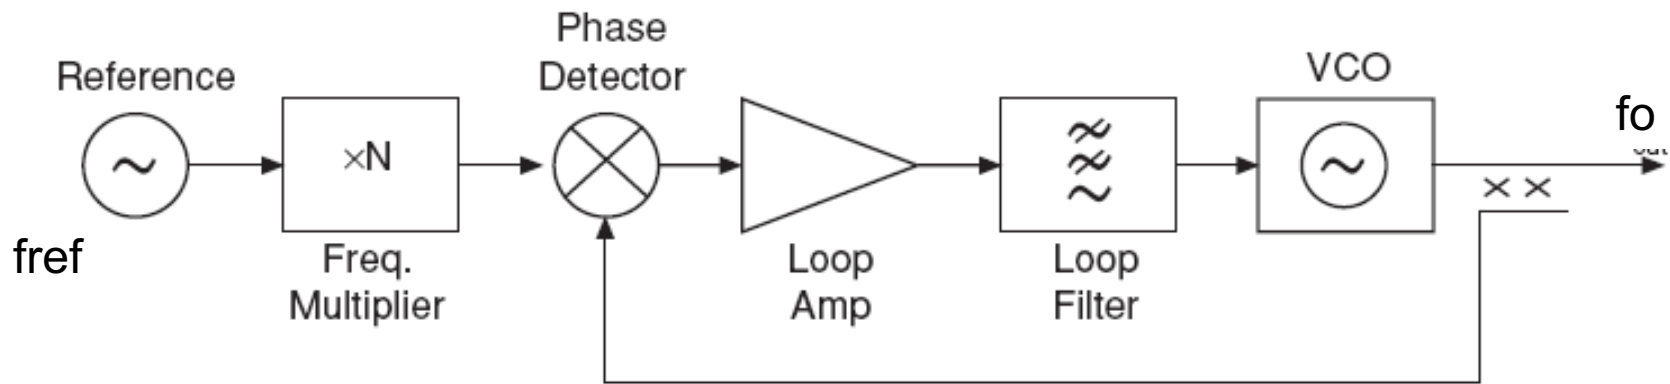 Reference
fref
×N
Freq.
Multiplier
Phase
Detector
Loop
Amp
Loop
Filter
VCO
fo